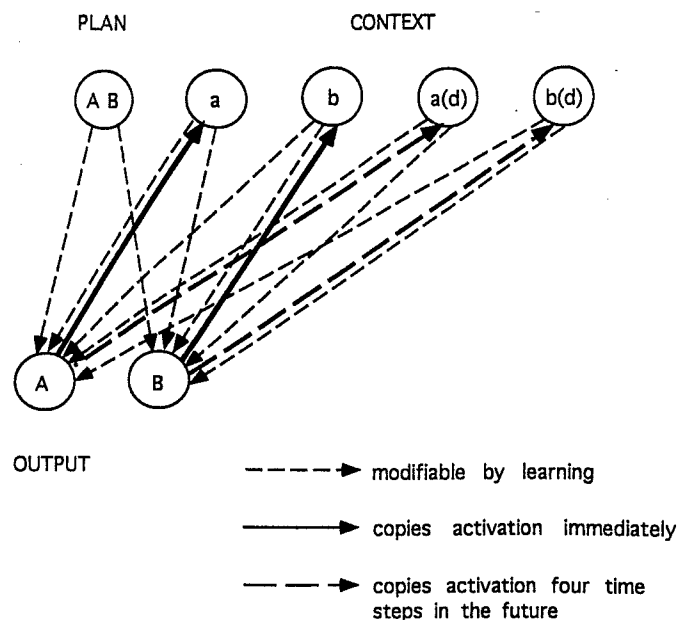 PLAN CONTEXT
A B a b a(d) b(d)
A B
OUTPUT
modifiable by learning
copies activation immediately
copies activation four time
steps in the future